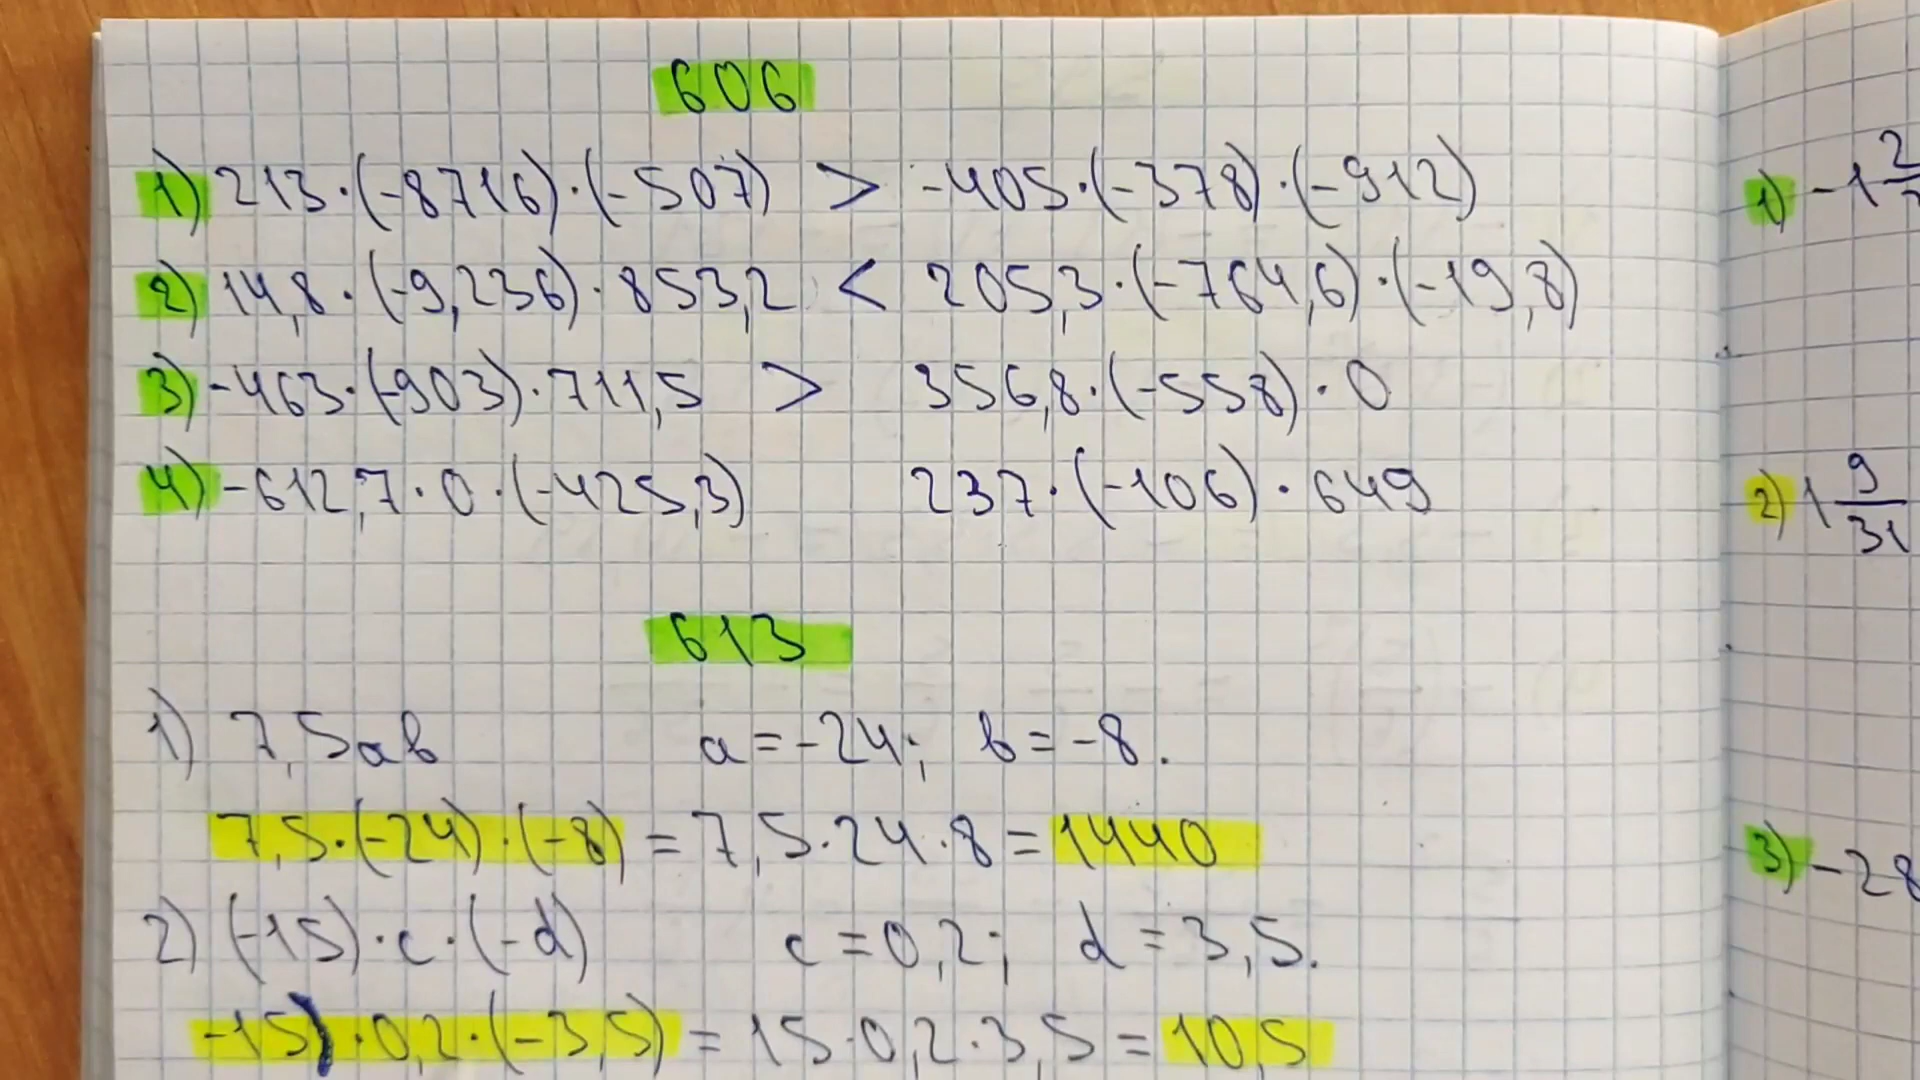 606
1) 213·(-8716)·(-507) > -405·(-378)·(-912)
2) 14,8·(-9,236)·853,2 < 205,3·(-764,6)·(-19,8)
3) -463·(-903)·711,5 > 356,8·(-558)·0
4) -612,7·0·(-425,3) 237·(-106)·649
613
1) 7,5ab a=-24; b=-8.
7,5·(-24)·(-8) = 7,5·24·8 = 1440
2) (-15)·c·(-d) c=0,2; d=3,5.
-15)·0,2·(-3,5) = 15·0,2·3,5 = 10,5
1) -1 2
2) 1 9/31
3) -28